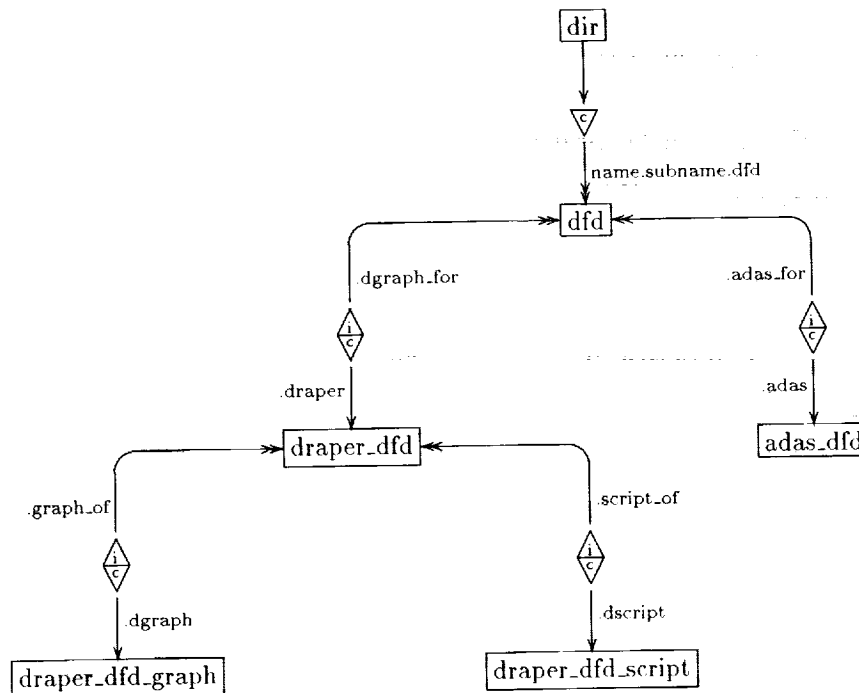 dir
c
name.subname.dfd
dfd
.dgraph_for
.adas_for
i
c
i
c
.draper
.adas
draper_dfd
adas_dfd
.graph_of
.script_of
i
c
i
c
.dgraph
.dscript
draper_dfd_graph
draper_dfd_script